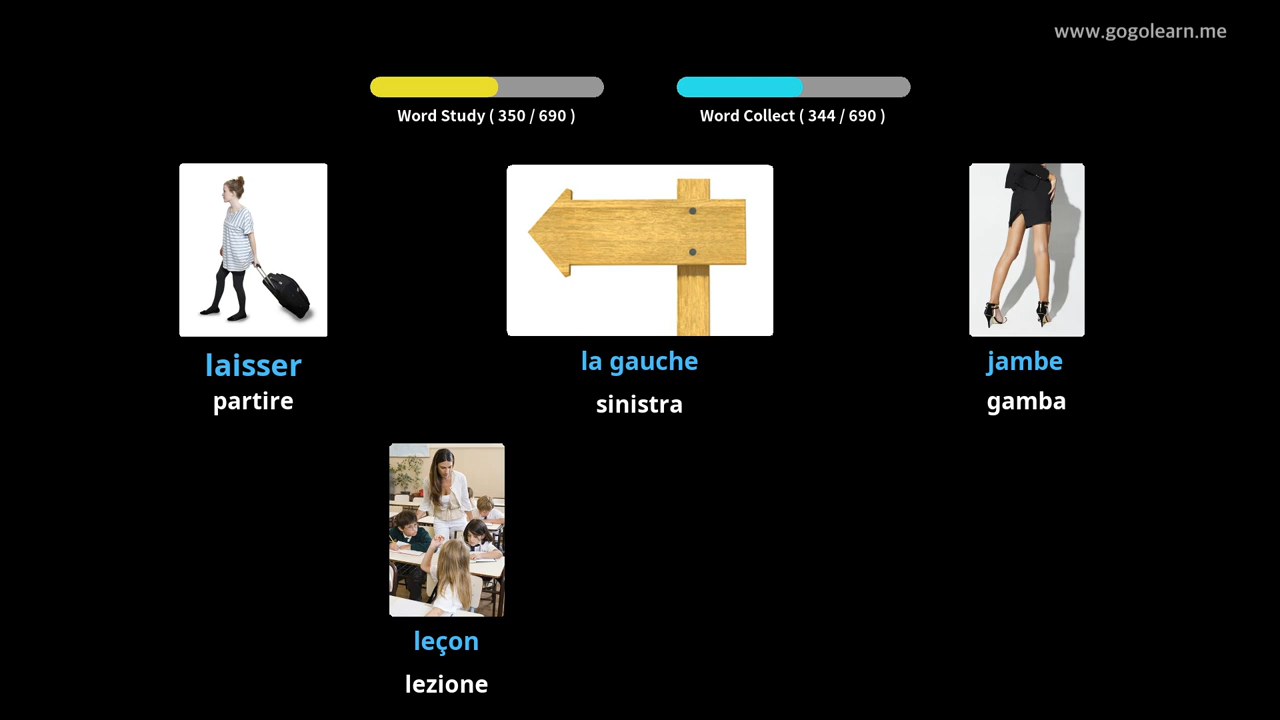 www.gogolearn.me
Word Study ( 350 / 690 )
Word Collect ( 344 / 690 )
laisser
partire
la gauche
sinistra
jambe
gamba
leçon
lezione